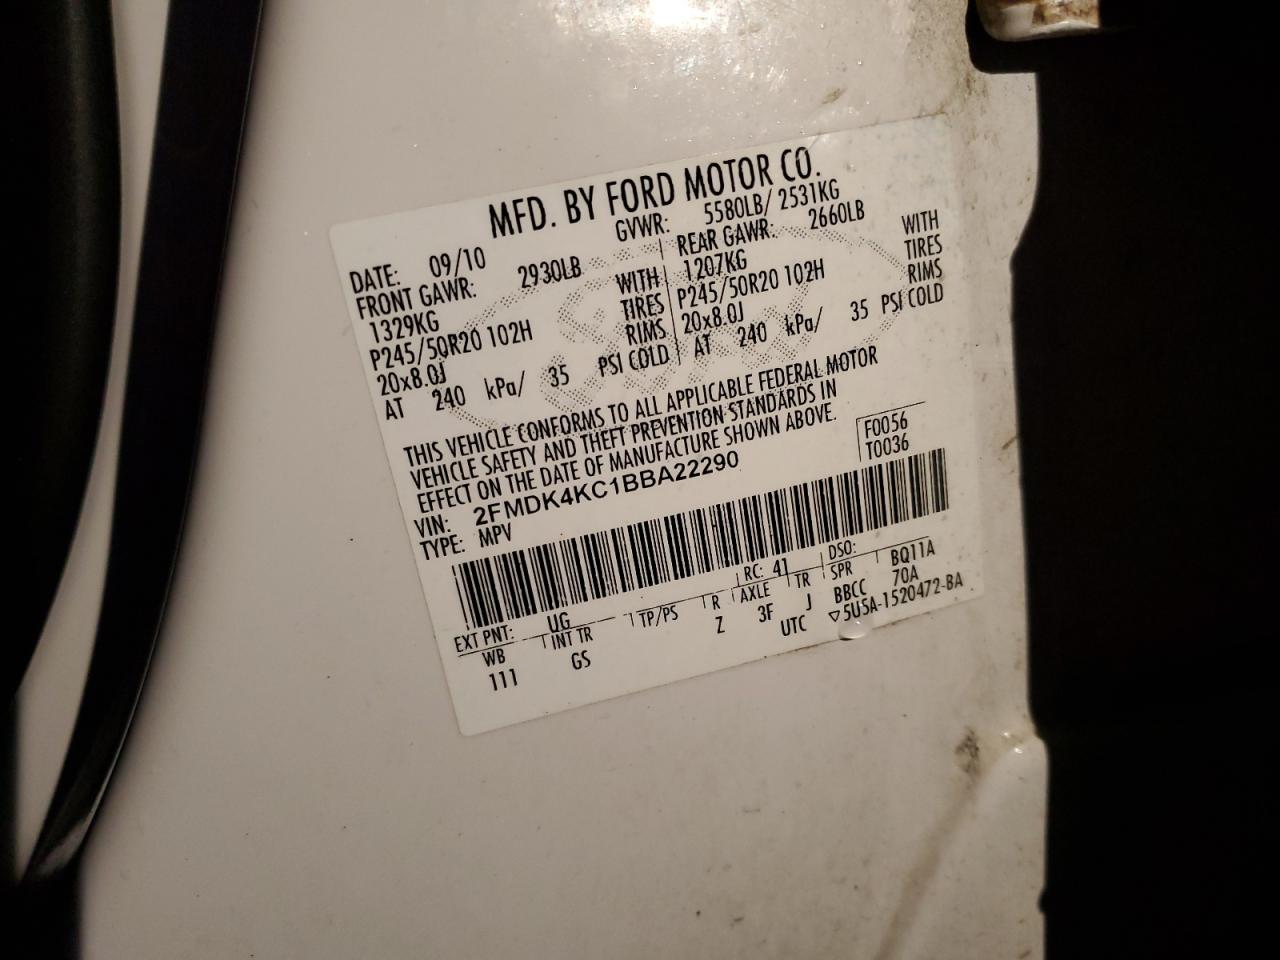 MFD. BY FORD MOTOR CO.
DATE: 09/10 GVWR: 5580LB/ 2531KG
FRONT GAWR: 2930LB REAR GAWR: 2660LB
1329KG WITH 1207KG WITH
P245/50R20 102H TIRES P245/50R20 102H TIRES
20x8.0J RIMS 20x8.0J RIMS
AT 240 kPa/ 35 PSI COLD AT 240 kPa/ 35 PSI COLD
THIS VEHICLE CONFORMS TO ALL APPLICABLE FEDERAL MOTOR
VEHICLE SAFETY AND THEFT PREVENTION STANDARDS IN
EFFECT ON THE DATE OF MANUFACTURE SHOWN ABOVE.
F0056
T0036
VIN: 2FMDK4KC1BBA22290
TYPE: MPV
EXT PNT: UG RC: 41 DSO:
WB INT TR TP/PS R AXLE TR SPR BQ11A
111 GS Z 3F J BBCC 70A
UTC ▽5U5A-1520472-BA